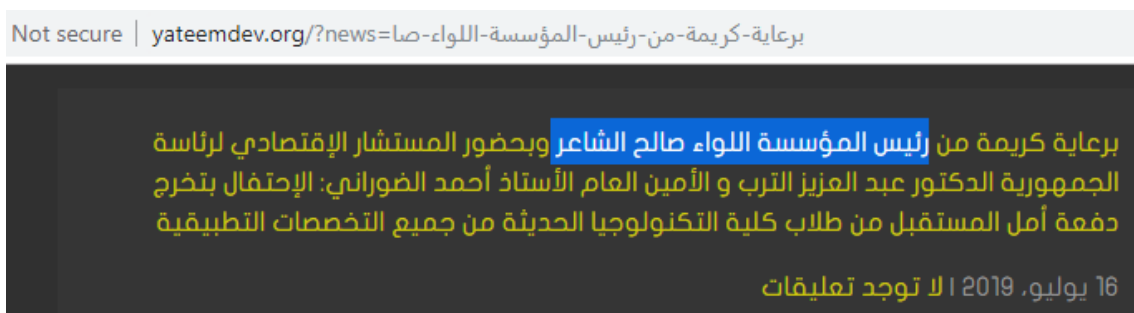 Not secure | yateemdev.org/?news=برعاية-كريمة-من-رئيس-المؤسسة-اللواء-صا
برعاية كريمة من رئيس المؤسسة اللواء صالح الشاعر وبحضور المستشار الإقتصادي لرئاسة
الجمهورية الدكتور عبد العزيز الترب و الأمين العام الأستاذ أحمد الضوراني: الإحتفال بتخرج
دفعة أمل المستقبل من طلاب كلية التكنولوجيا الحديثة من جميع التخصصات التطبيقية
16 يوليو، 2019 | لا توجد تعليقات